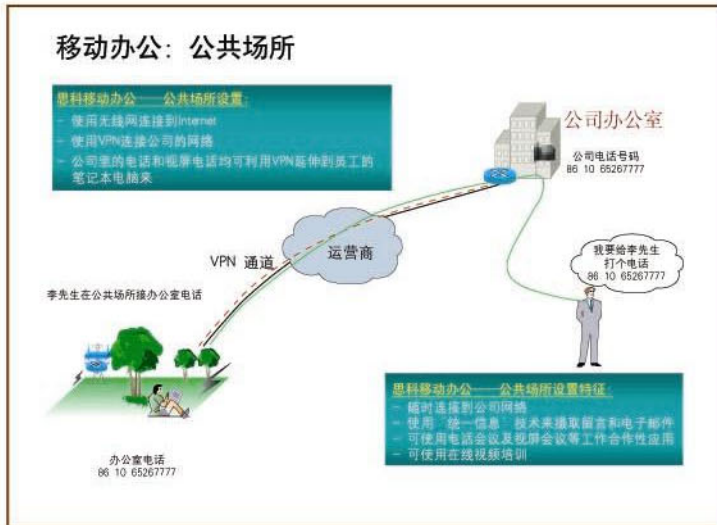 移动办公：公共场所
思科移动办公——公共场所设置：
– 使用无线网连接到Internet
– 使用VPN连接公司的网络
– 公司里的电话和视屏电话均可利用VPN延伸到员工的
笔记本电脑来
公司办公室
公司电话号码
86 10 65267777
运营商
VPN 通道
我要给李先生
打个电话
86 10 65267777
李先生在公共场所接办公室电话
思科移动办公——公共场所设置特征：
– 随时连接到公司网络
– 使用“统一信息”技术来摄取留言和电子邮件
– 可使用电话会议及视屏会议等工作合作性应用
– 可使用在线视频培训
办公室电话
86 10 65267777